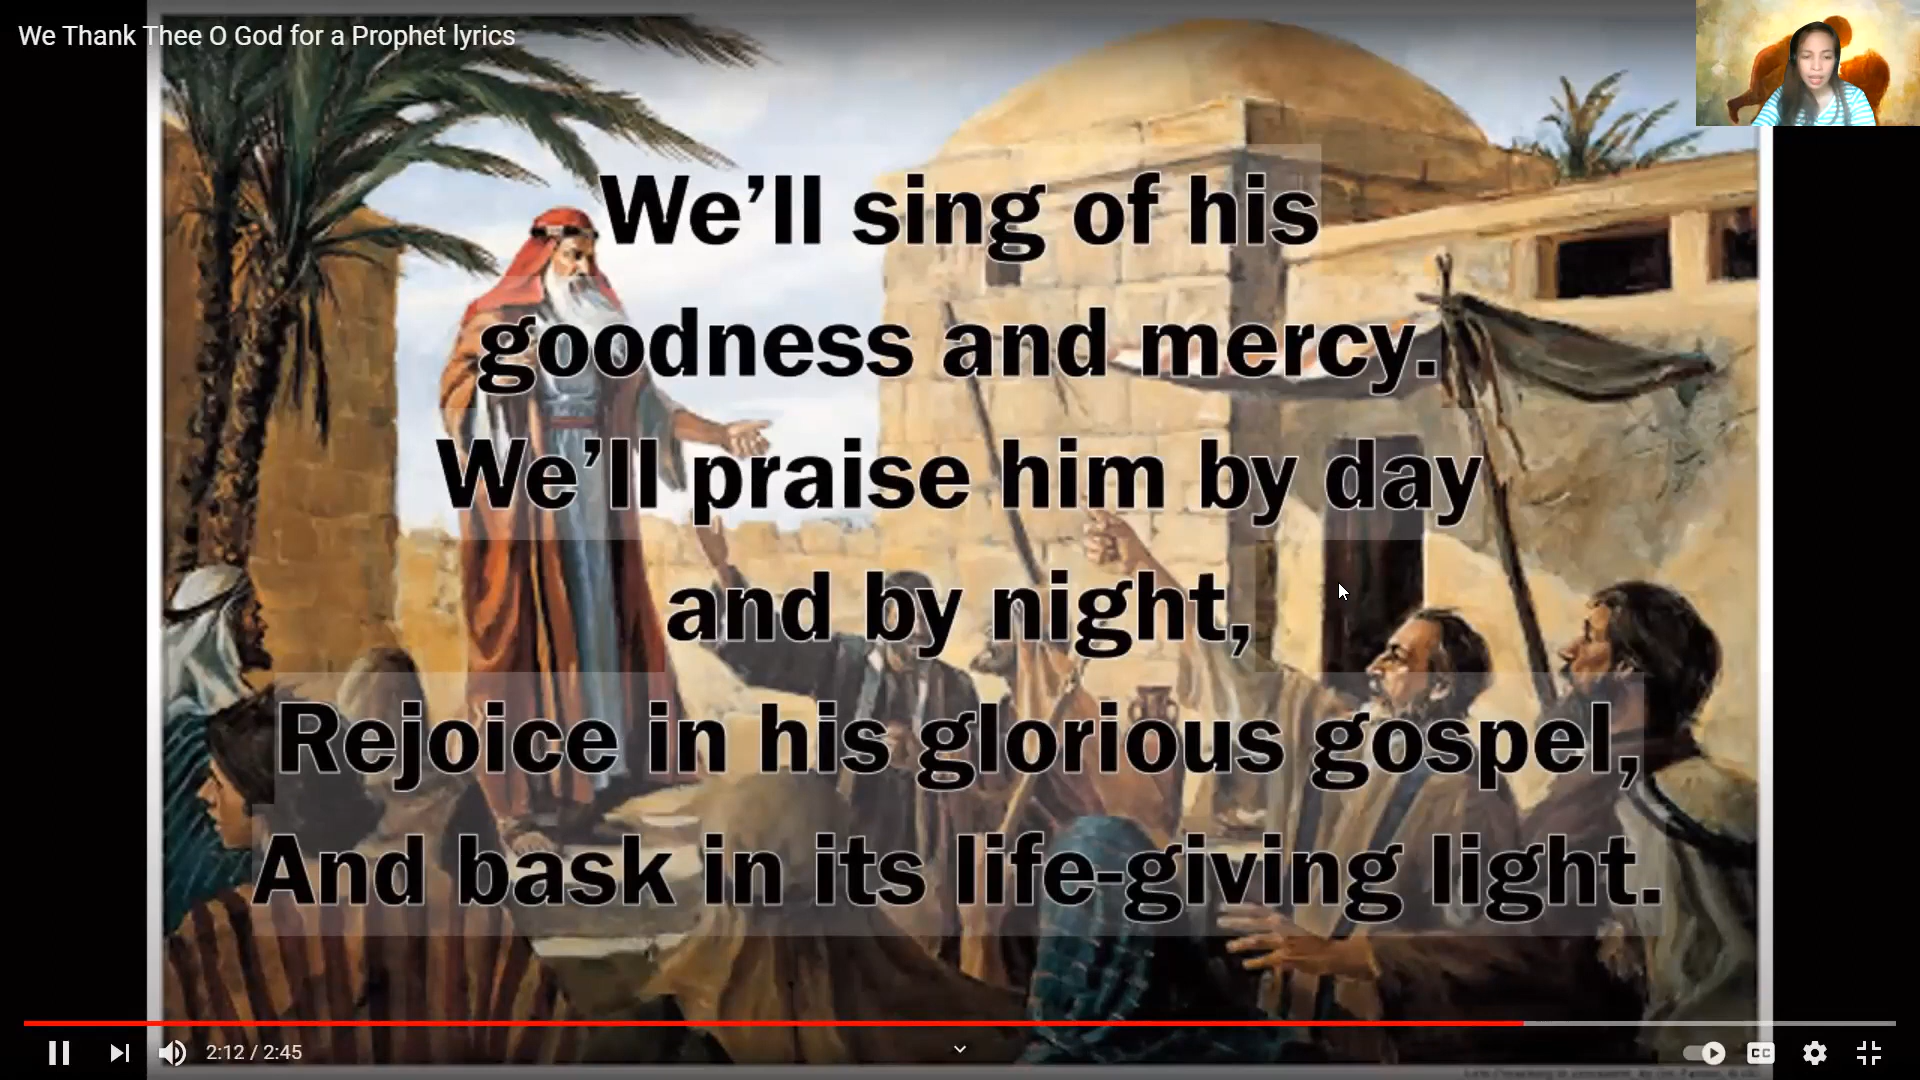 We Thank Thee O God for a Prophet lyrics
We'll sing of his
goodness and mercy.
We'll praise him by day
and by night,
Rejoice in his glorious gospel,
And bask in its life-giving light.
2:12 / 2:45
CC